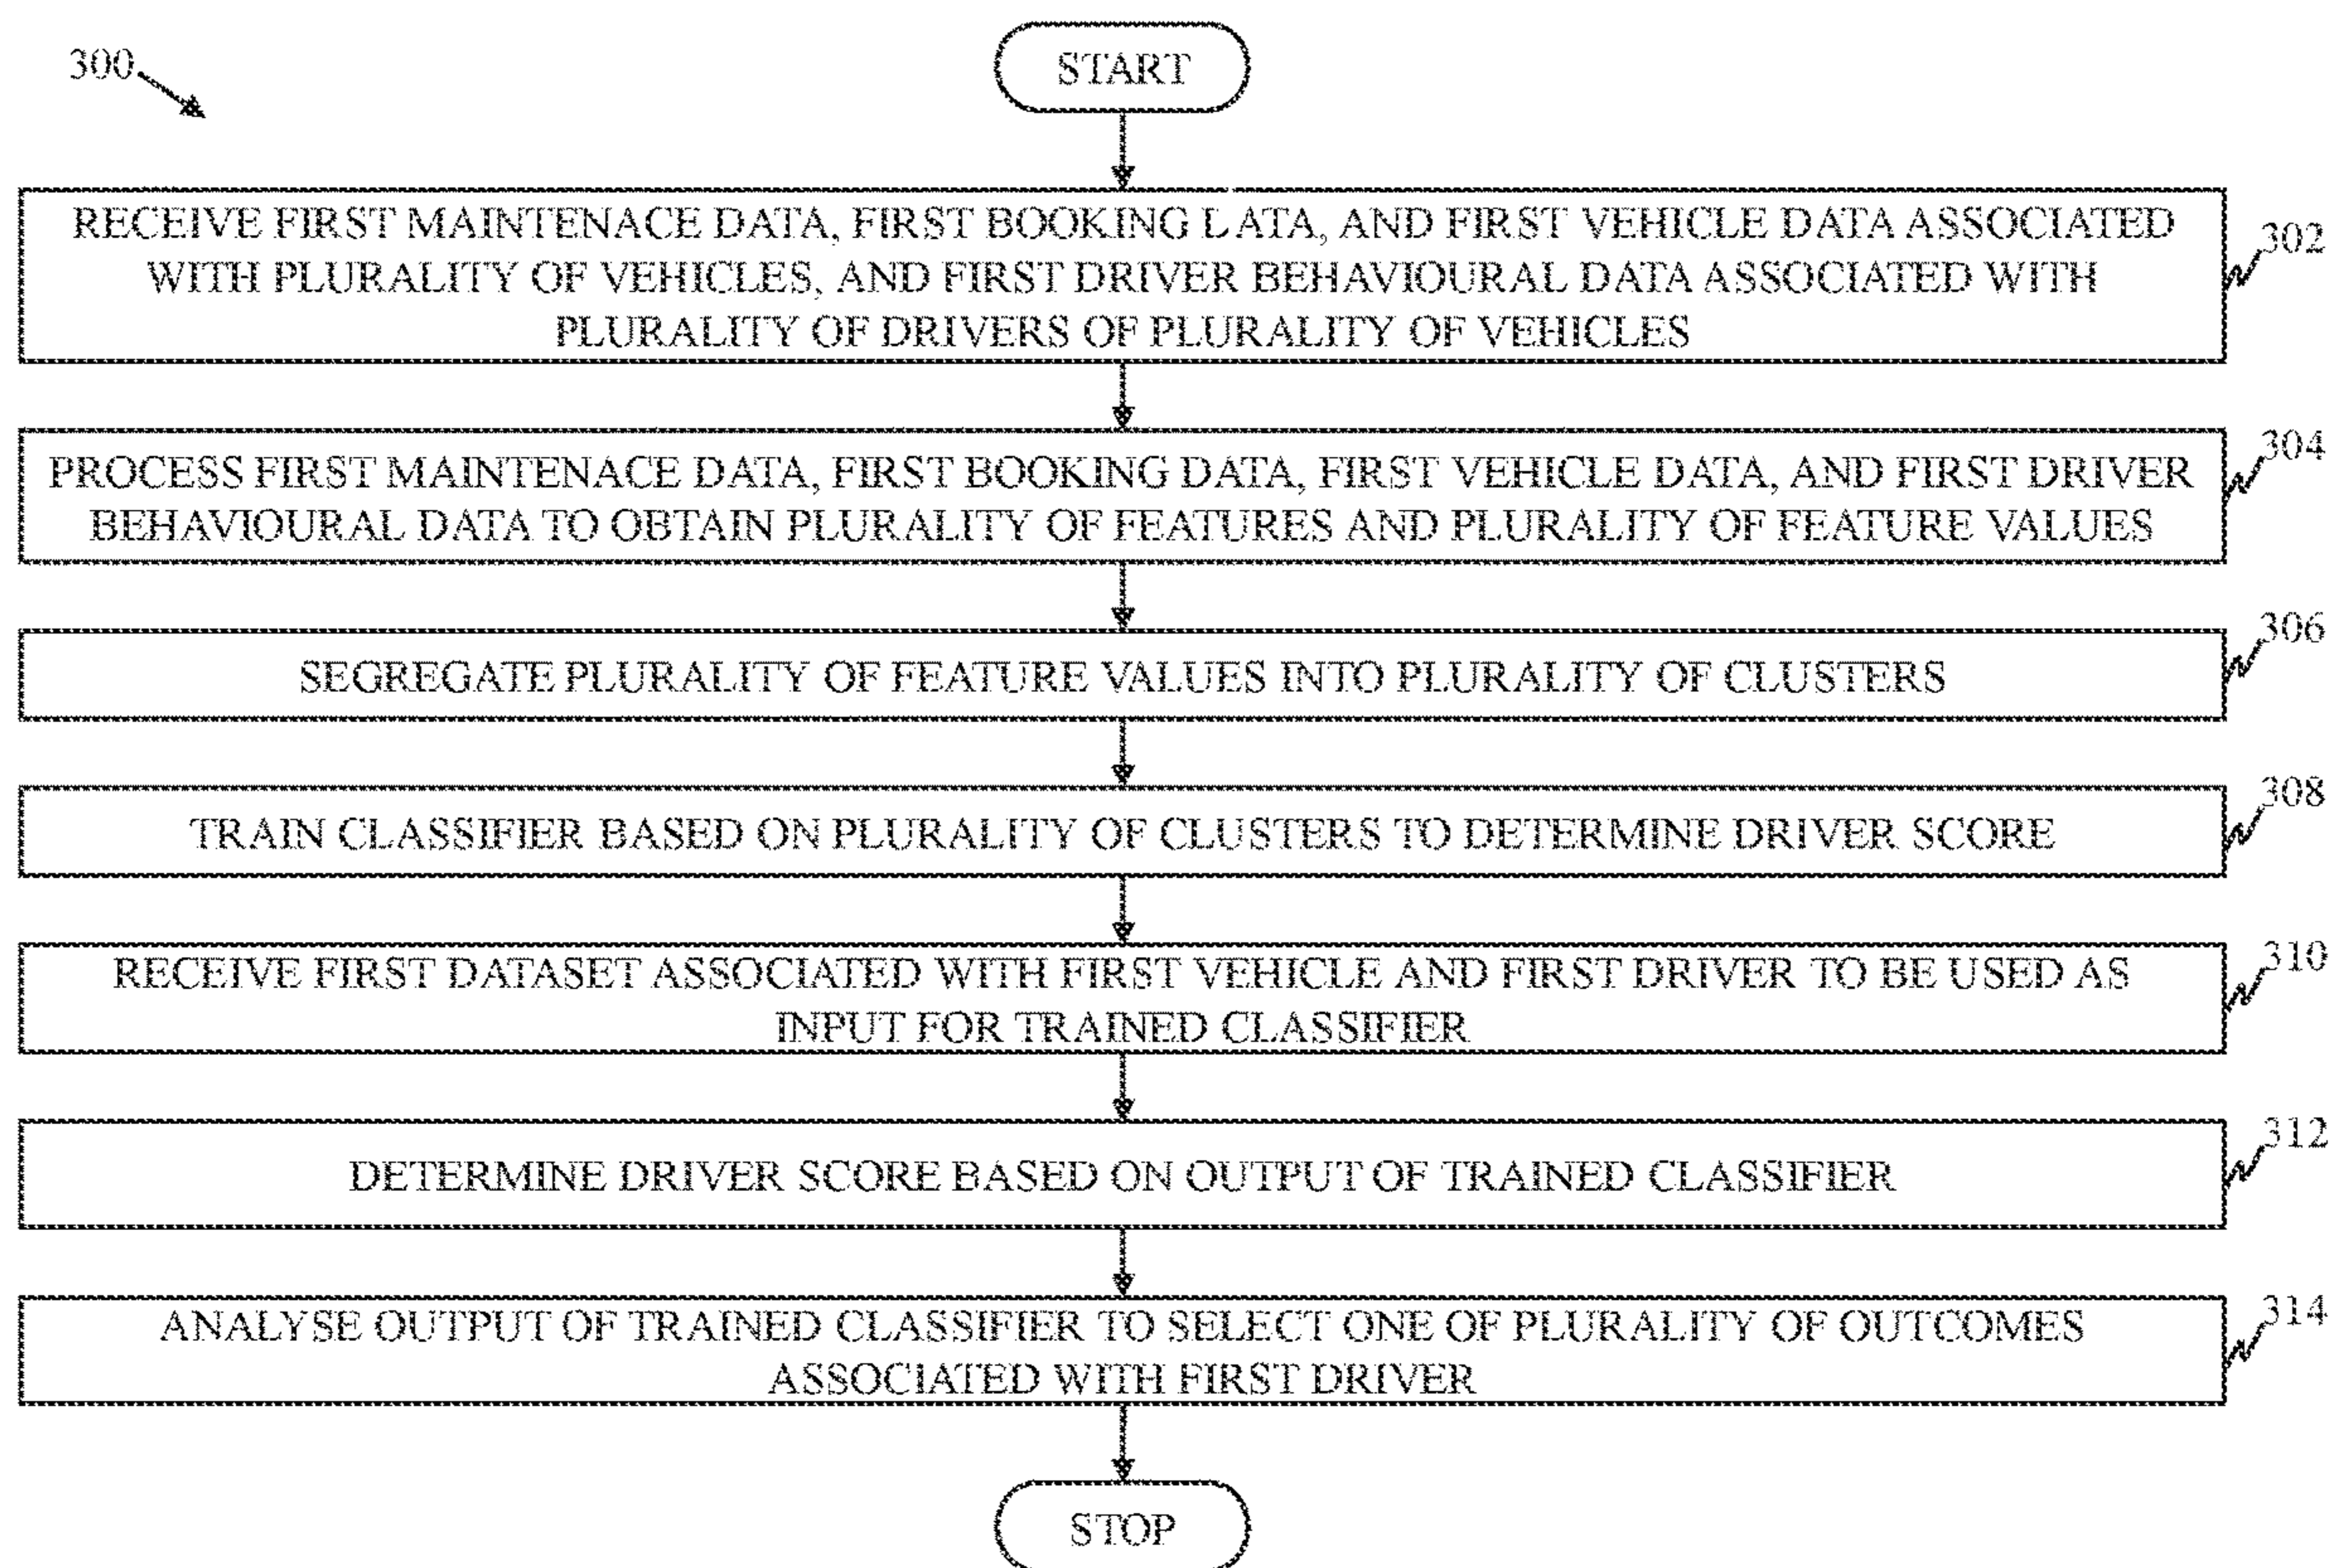 300
START
RECEIVE FIRST MAINTENACE DATA, FIRST BOOKING DATA, AND FIRST VEHICLE DATA ASSOCIATED
WITH PLURALITY OF VEHICLES, AND FIRST DRIVER BEHAVIOURAL DATA ASSOCIATED WITH
PLURALITY OF DRIVERS OF PLURALITY OF VEHICLES
302
PROCESS FIRST MAINTENACE DATA, FIRST BOOKING DATA, FIRST VEHICLE DATA, AND FIRST DRIVER
BEHAVIOURAL DATA TO OBTAIN PLURALITY OF FEATURES AND PLURALITY OF FEATURE VALUES
304
SEGREGATE PLURALITY OF FEATURE VALUES INTO PLURALITY OF CLUSTERS
306
TRAIN CLASSIFIER BASED ON PLURALITY OF CLUSTERS TO DETERMINE DRIVER SCORE
308
RECEIVE FIRST DATASET ASSOCIATED WITH FIRST VEHICLE AND FIRST DRIVER TO BE USED AS
INPUT FOR TRAINED CLASSIFIER
310
DETERMINE DRIVER SCORE BASED ON OUTPUT OF TRAINED CLASSIFIER
312
ANALYSE OUTPUT OF TRAINED CLASSIFIER TO SELECT ONE OF PLURALITY OF OUTCOMES
ASSOCIATED WITH FIRST DRIVER
314
STOP